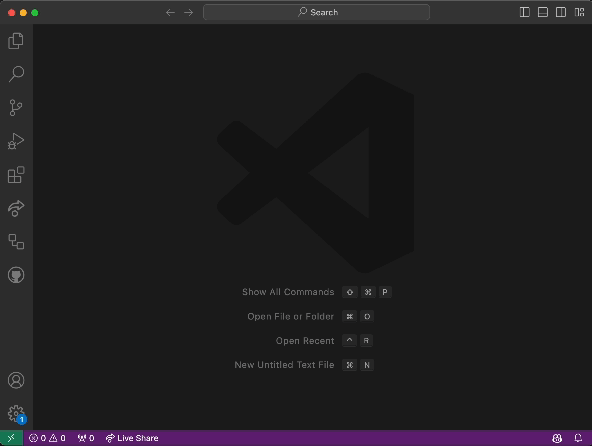 Search
Show All Commands ⇧ ⌘ P
Open File or Folder ⌘ O
Open Recent ^ R
New Untitled Text File ⌘ N
1
0 0 0 Live Share